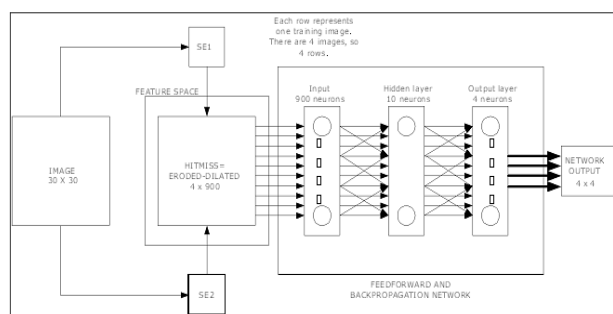 Each row represents
one training image.
There are 4 images, so
4 rows.
SE1
FEATURE SPACE
Input
900 neurons
Hidden layer
10 neurons
Output layer
4 neurons
IMAGE
30 X 30
HITMISS=
ERODED-DILATED
4 x 900
NETWORK
OUTPUT
4 x 4
SE2
FEEDFORWARD AND
BACKPROPAGATION NETWORK